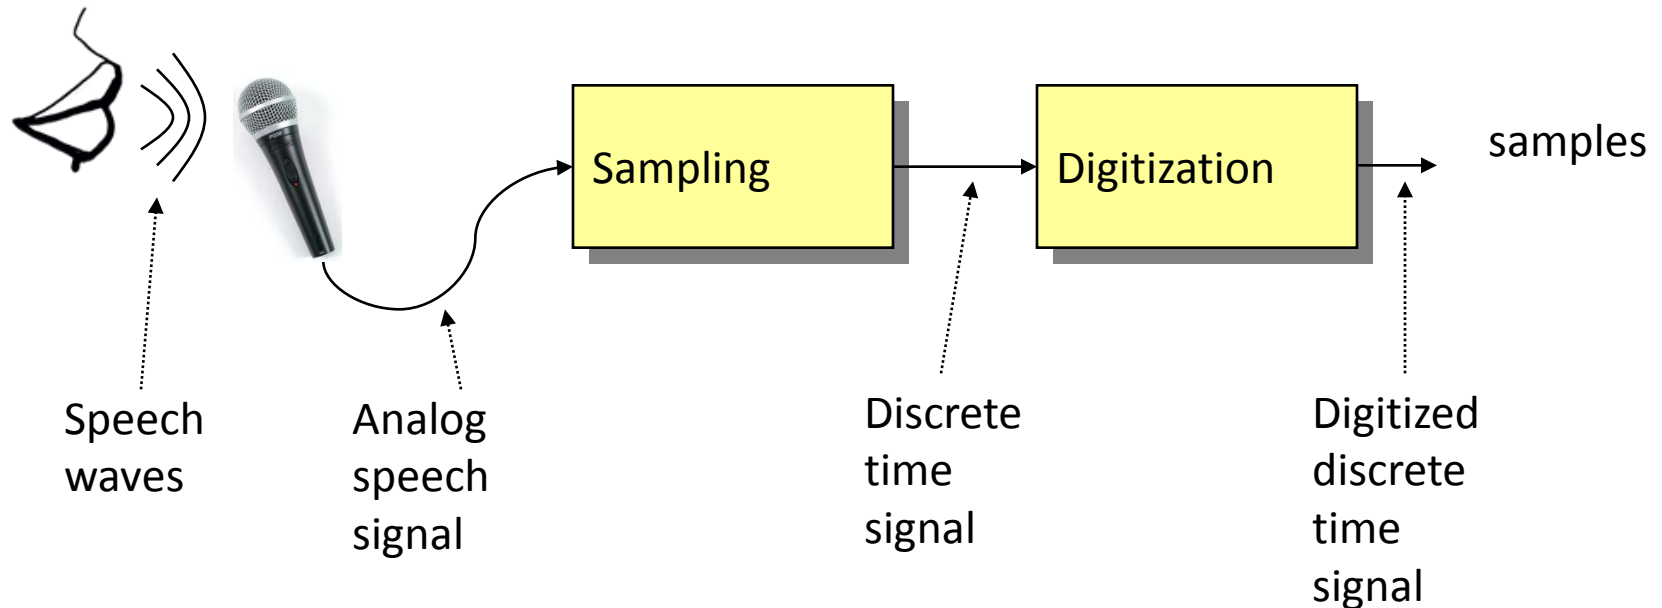 Sampling
Digitization
samples
Speech
waves
Analog
speech
signal
Discrete
time
signal
Digitized
discrete
time
signal